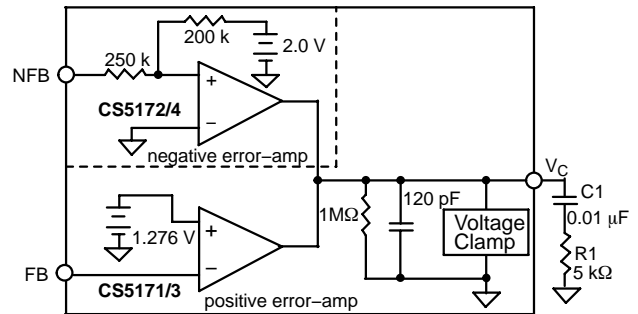 200 k
2.0 V
250 k
NFB
+
CS5172/4
−
negative error−amp
VC
C1
120 pF
0.01 μF
1MΩ
Voltage
Clamp
+
1.276 V
R1
−
5 kΩ
FB
CS5171/3
positive error−amp